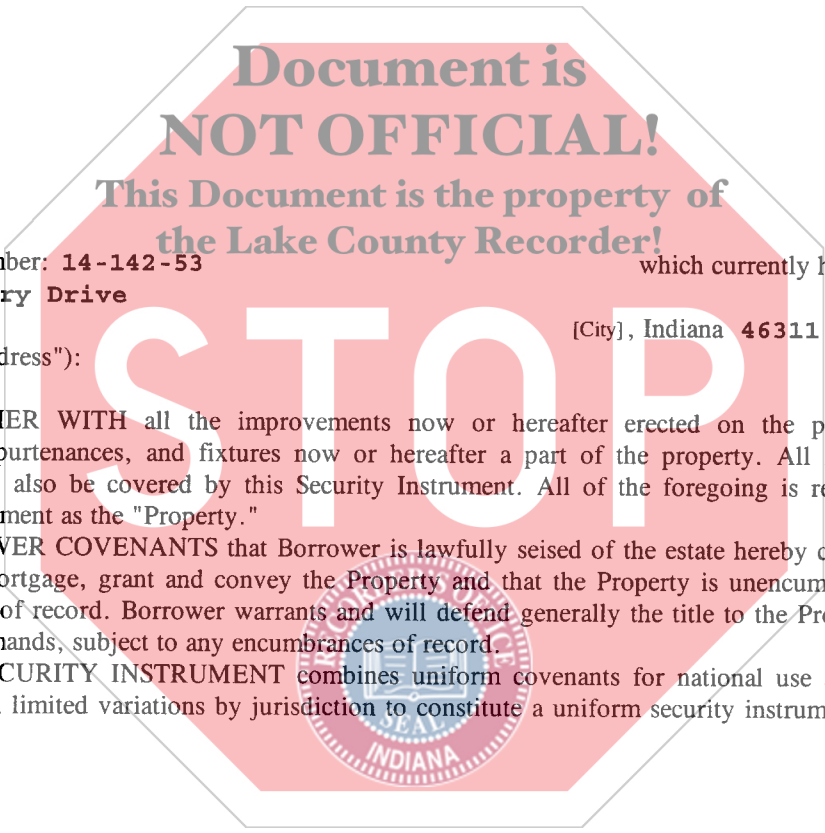 Document is
NOT OFFICIAL!
This Document is the property of
the Lake County Recorder!
ber: 14-142-53 which currently h
ry Drive
[City], Indiana 46311
dress"):
STOP
ER WITH all the improvements now or hereafter erected on the p
purtenances, and fixtures now or hereafter a part of the property. All
also be covered by this Security Instrument. All of the foregoing is re
ment as the "Property."
VER COVENANTS that Borrower is lawfully seised of the estate hereby c
ortgage, grant and convey the Property and that the Property is unencum
of record. Borrower warrants and will defend generally the title to the Pro
ands, subject to any encumbrances of record.
CURITY INSTRUMENT combines uniform covenants for national use
limited variations by jurisdiction to constitute a uniform security instrum
RECORDER'S OFFICE
SEAL
INDIANA